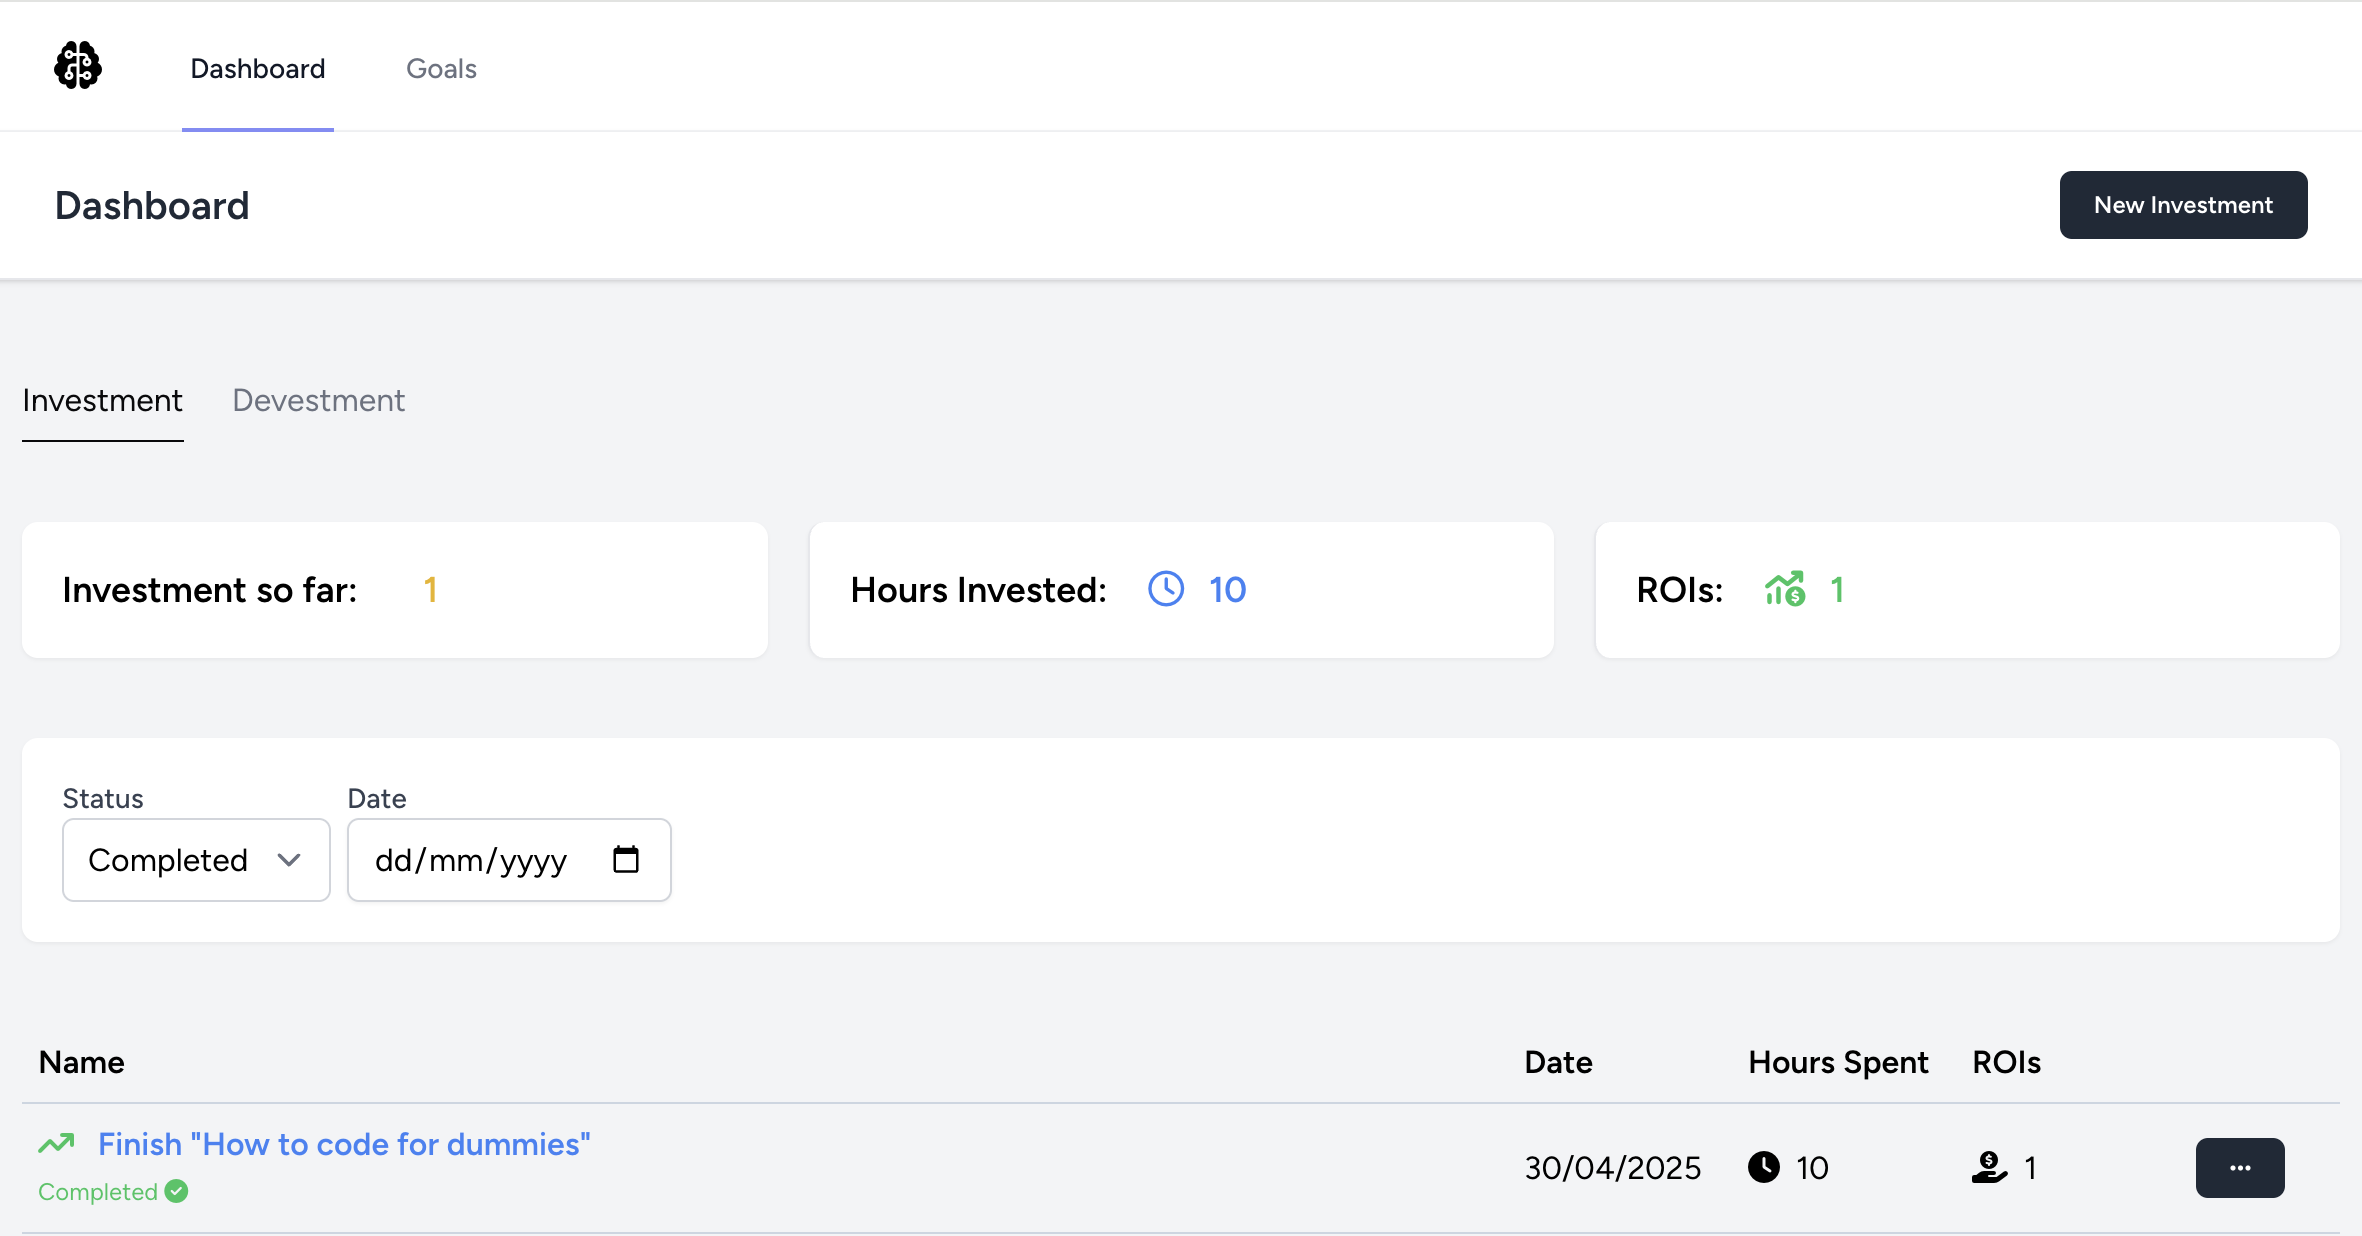 Dashboard Goals
Dashboard New Investment
Investment Devestment
Investment so far: 1 Hours Invested: 10 ROIs: 1
Status Date
Completed dd/mm/yyyy
Name Date Hours Spent ROIs
Finish "How to code for dummies"
30/04/2025 10 1 ...
Completed